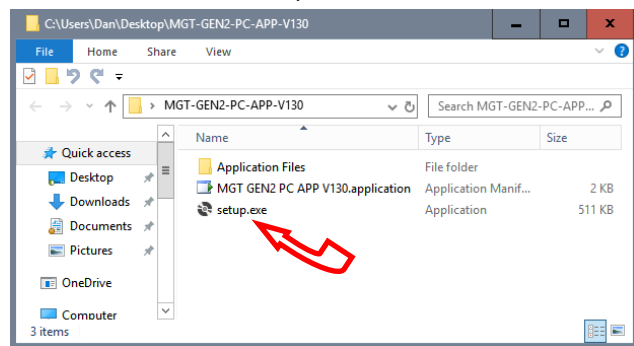 C:\Users\Dan\Desktop\MGT-GEN2-PC-APP-V130
File Home Share View
MGT-GEN2-PC-APP-V130 Search MGT-GEN2-PC-APP...
Name Type Size
Quick access
Desktop
Downloads
Documents
Pictures
OneDrive
Computer
Application Files File folder
MGT GEN2 PC APP V130.application Application Manif... 2 KB
setup.exe Application 511 KB
3 items